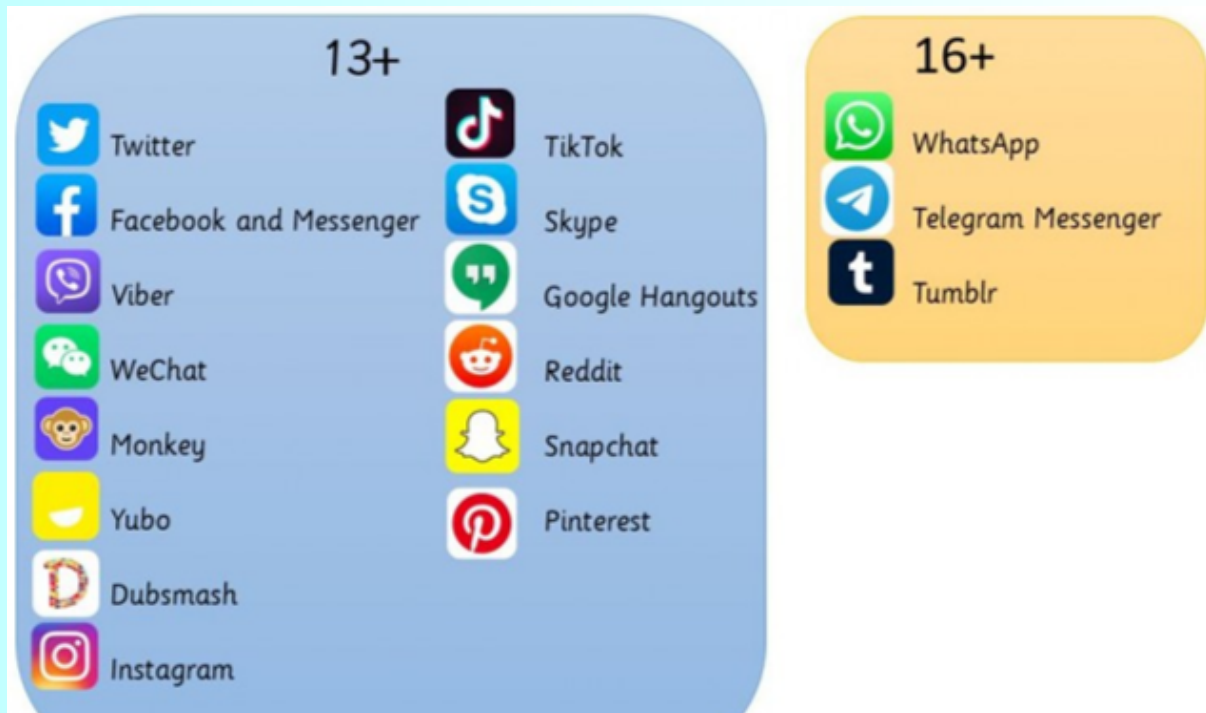 13+
Twitter
Facebook and Messenger
Viber
WeChat
Monkey
Yubo
Dubsmash
Instagram
TikTok
Skype
Google Hangouts
Reddit
Snapchat
Pinterest
16+
WhatsApp
Telegram Messenger
Tumblr